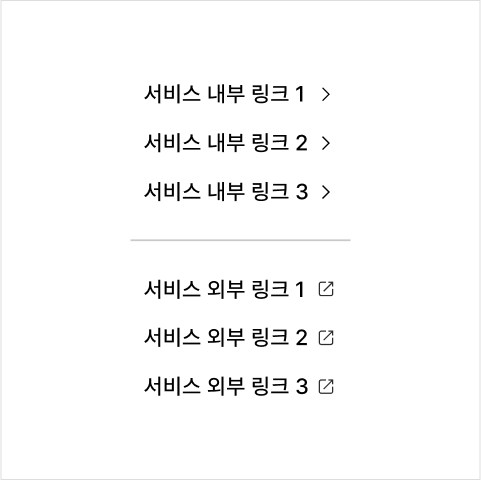 서비스 내부 링크 1
서비스 내부 링크 2
서비스 내부 링크 3
서비스 외부 링크 1
서비스 외부 링크 2
서비스 외부 링크 3